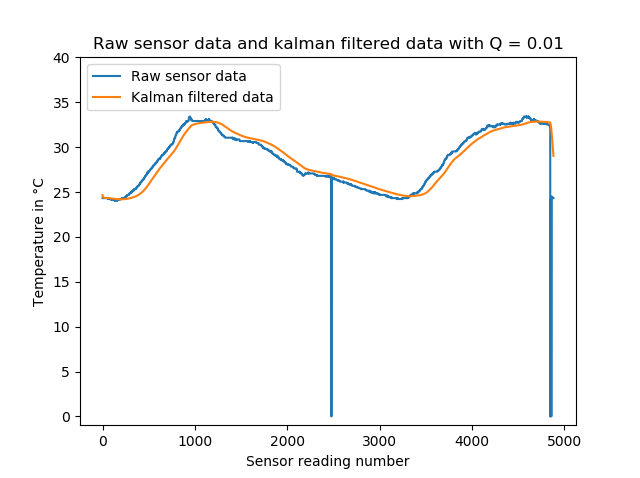 Raw sensor data and kalman filtered data with Q = 0.01
Raw sensor data
Kalman filtered data
40
35
30
25
20
15
10
5
0
Temperature in °C
0 1000 2000 3000 4000 5000
Sensor reading number